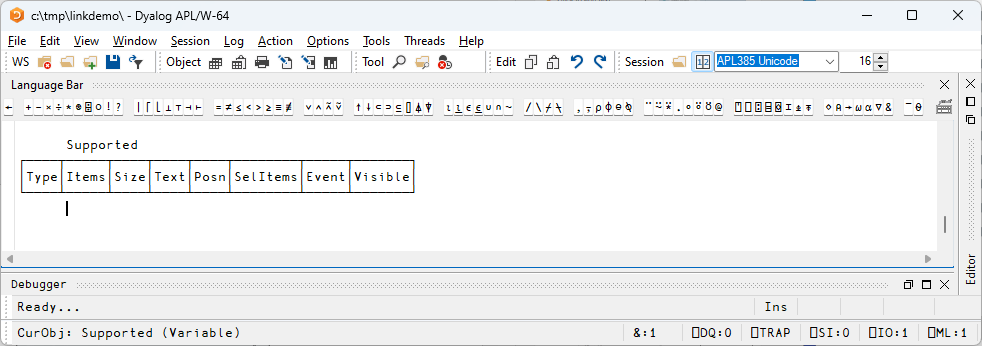 c:\tmp\linkdemo\ - Dyalog APL/W-64
File Edit View Window Session Log Action Options Tools Threads Help
WS Object Tool Edit Session APL385 Unicode 16
Language Bar
Supported
Type Items Size Text Posn SelItems Event Visible
Editor
Debugger
Ready... Ins
CurObj: Supported (Variable) &:1 ⎕DQ:0 ⎕TRAP ⎕SI:0 ⎕IO:1 ⎕ML:1